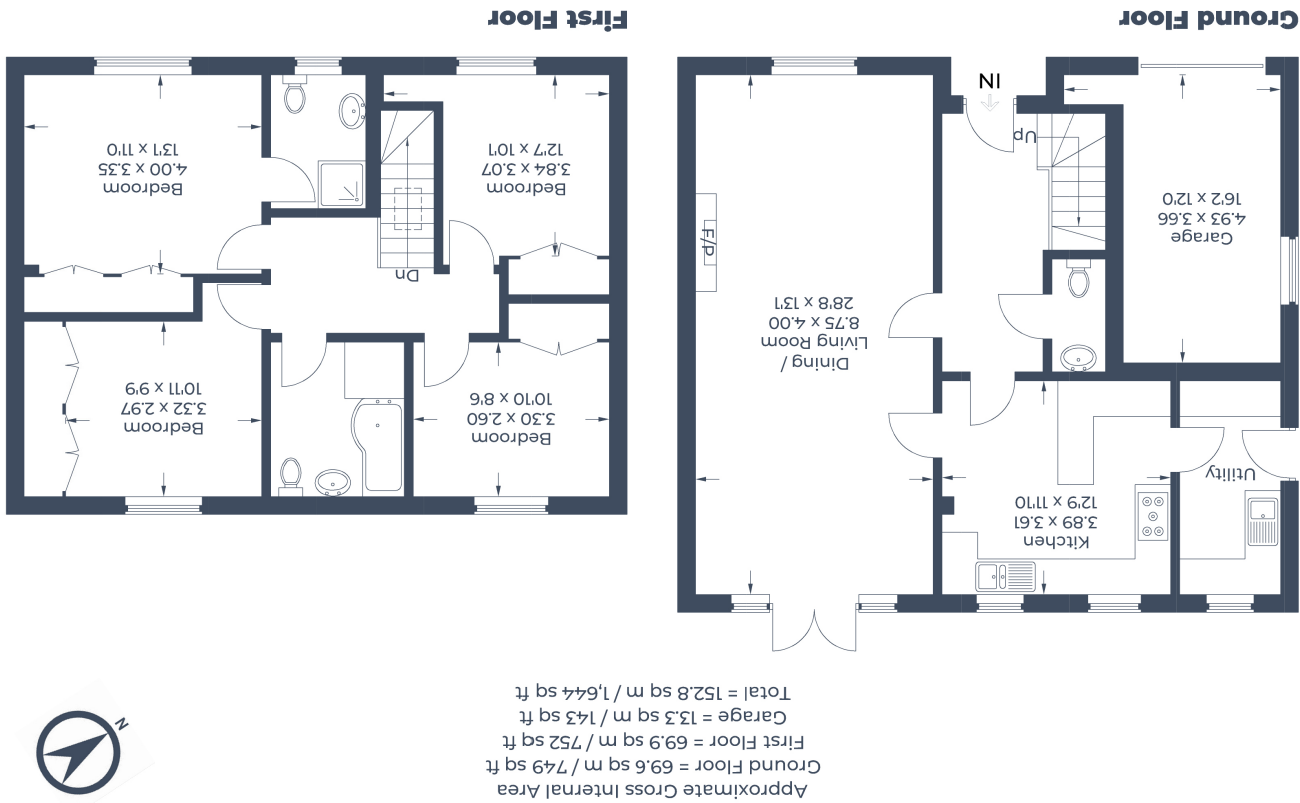 Approximate Gross Internal Area
Ground Floor = 69.6 sq m / 749 sq ft
First Floor = 69.9 sq m / 752 sq ft
Garage = 13.3 sq m / 143 sq ft
Total = 152.8 sq m / 1,644 sq ft
N
Utility
Kitchen
3.89 x 3.61
12'9 x 11'10
Dining /
Living Room
8.75 x 4.00
28'8 x 13'1
F/P
Garage
4.93 x 3.66
16'2 x 12'0
Up
IN
Ground Floor
Bedroom
3.30 x 2.60
10'10 x 8'6
Bedroom
3.32 x 2.97
10'11 x 9'9
Dn
Bedroom
3.84 x 3.07
12'7 x 10'1
Bedroom
4.00 x 3.35
13'1 x 11'0
First Floor